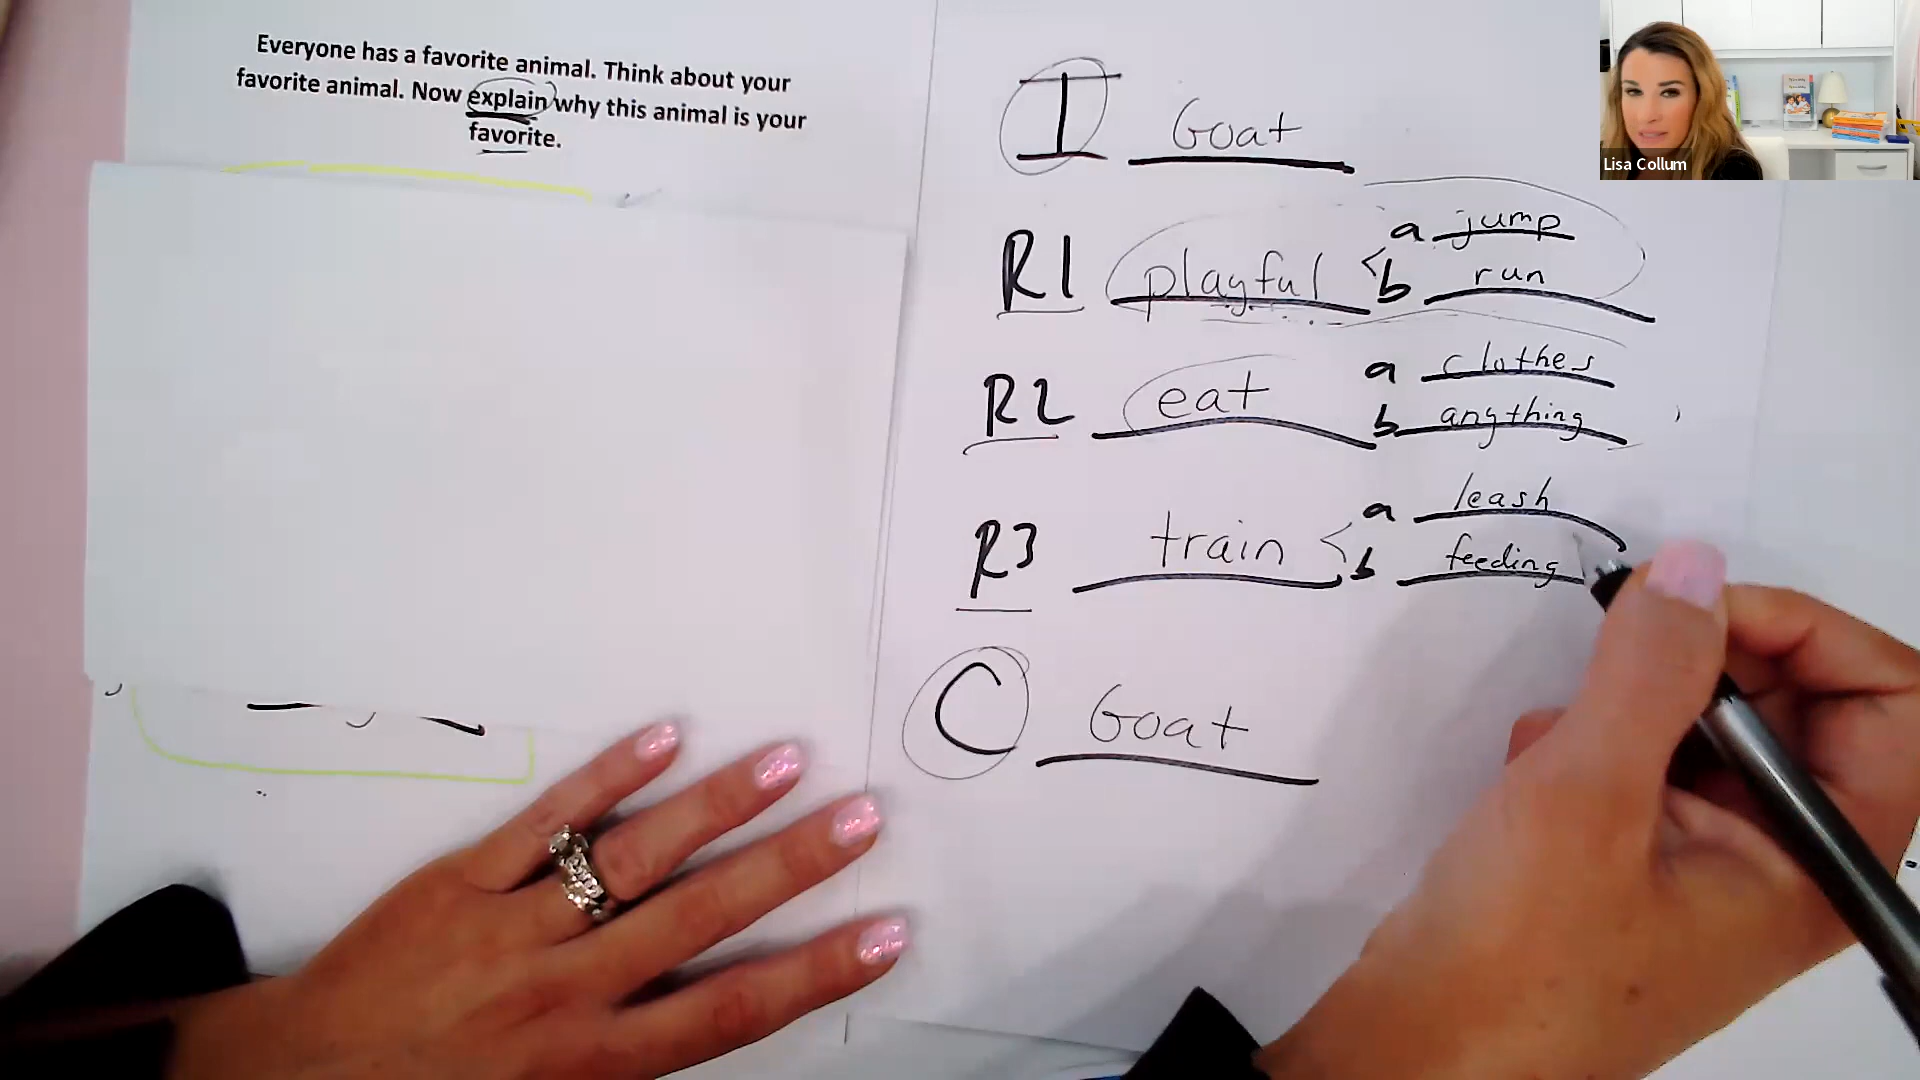 Everyone has a favorite animal. Think about your
favorite animal. Now explain why this animal is your
favorite.
I Goat
R1 playful < a jump
b run
R2 eat a clothes
b anything
R3 train < a leash
b feeding
C Goat
Lisa Collum